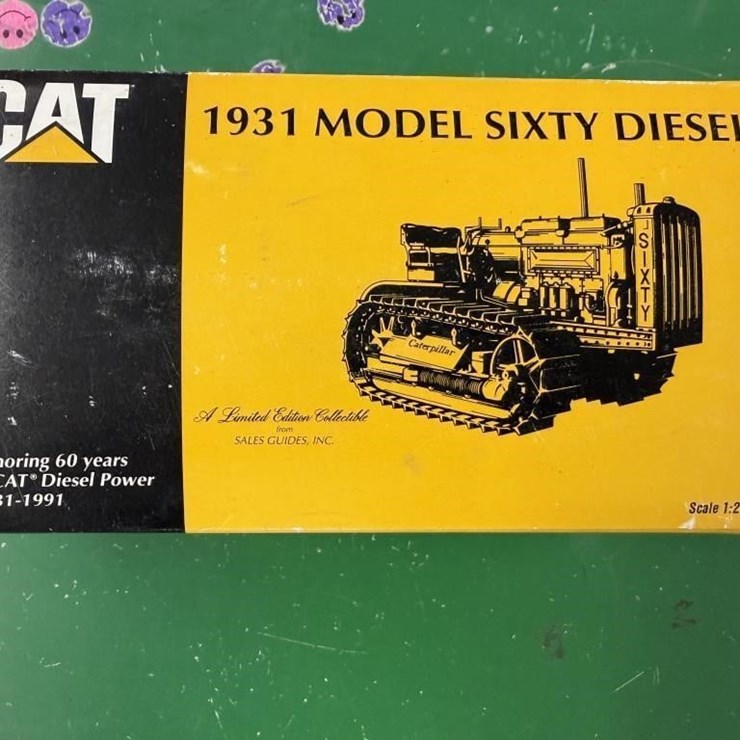 CAT
1931 MODEL SIXTY DIESEL
SIXTY
Caterpillar
A Limited Edition Collectible
from
SALES GUIDES, INC.
noring 60 years
CAT® Diesel Power
31-1991
Scale 1:2